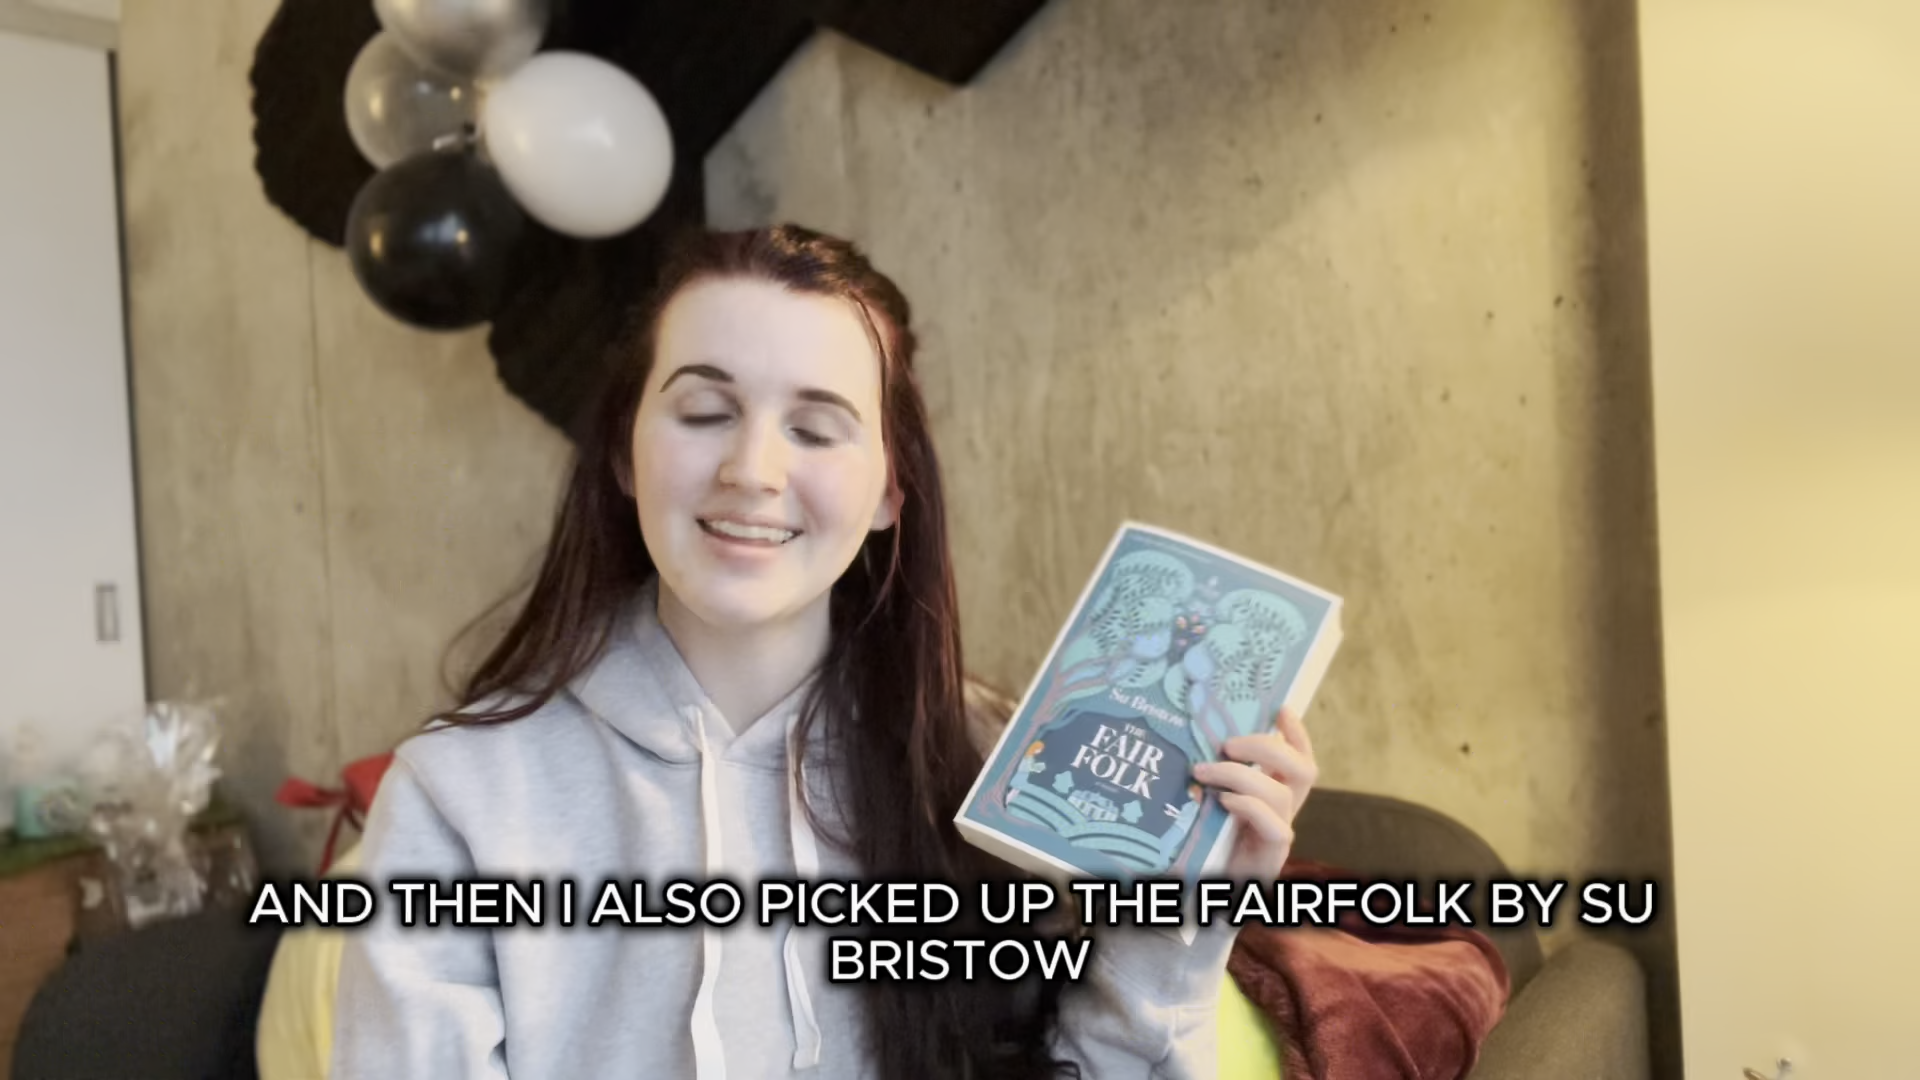 Su Bristow
THE
FAIR
FOLK
AND THEN I ALSO PICKED UP THE FAIRFOLK BY SU
BRISTOW